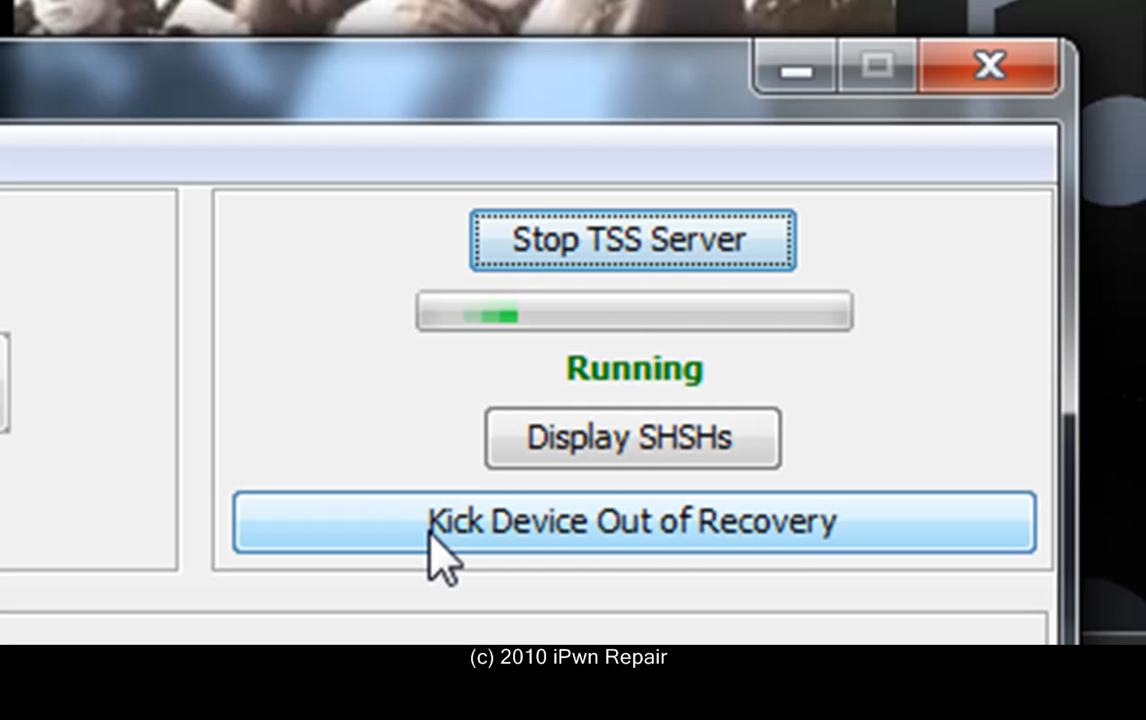 Stop TSS Server
Running
Display SHSHs
Kick Device Out of Recovery
(c) 2010 iPwn Repair